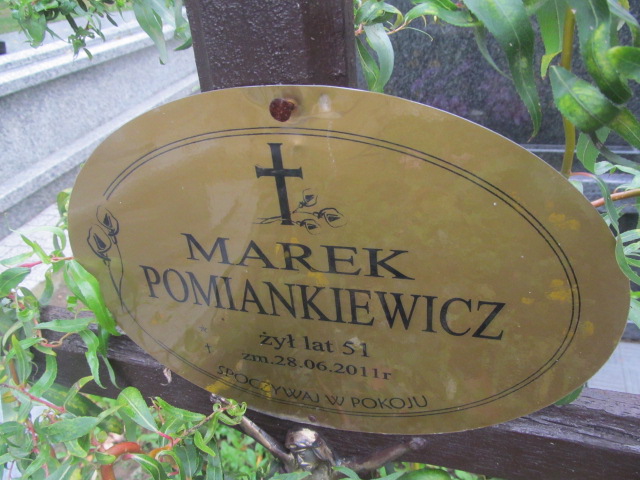 MAREK
POMIANKIEWICZ
żył lat 51
zm.28.06.2011r
SPOCZYWAJ W POKOJU